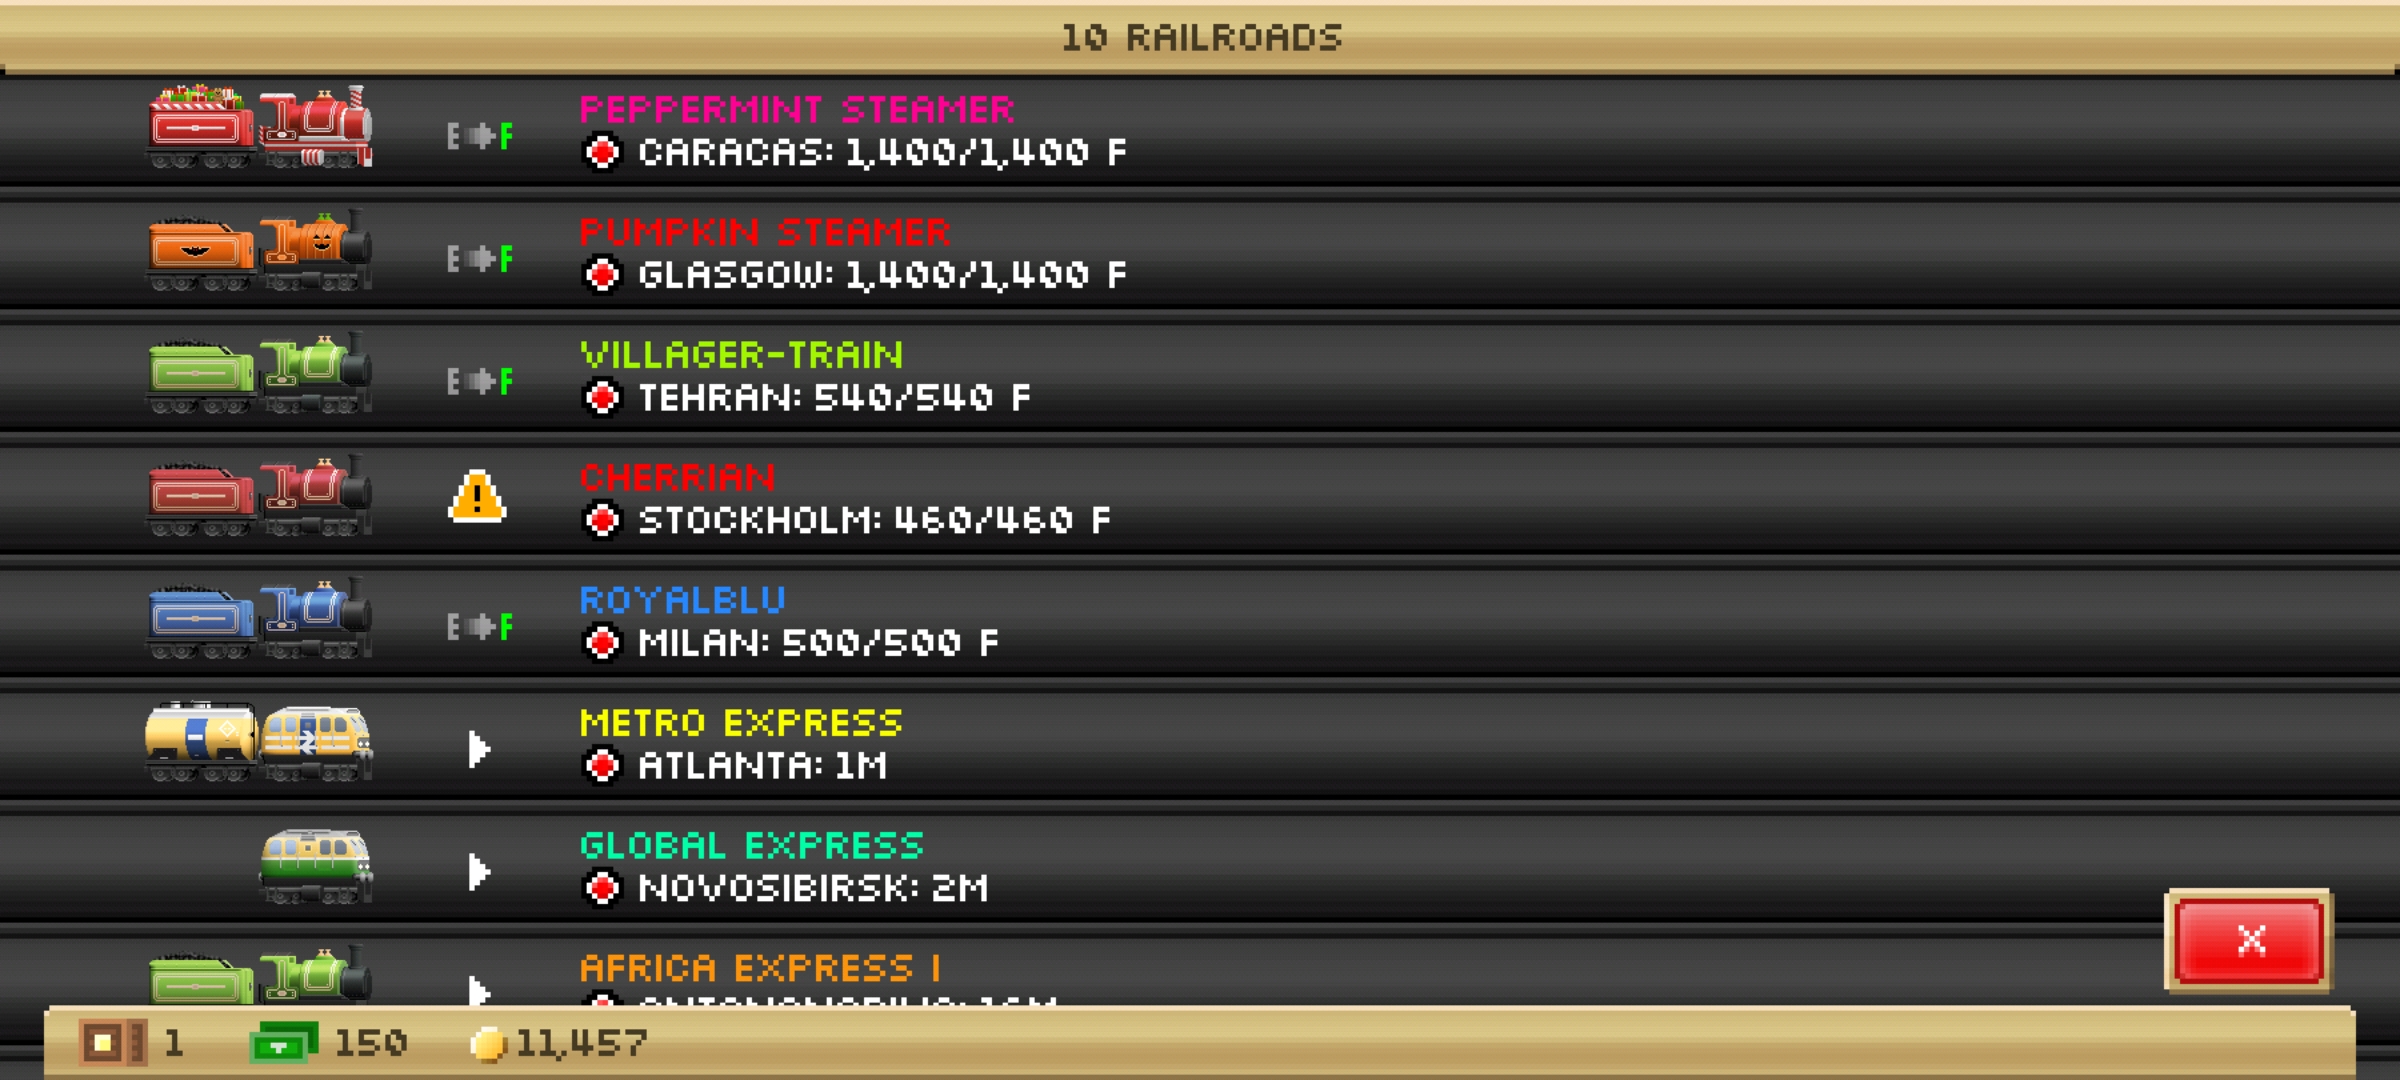 10 RAILROADS
PEPPERMINT STEAMER
E F
CARACAS: 1,400/1,400 F
PUMPKIN STEAMER
E F
GLASGOW: 1,400/1,400 F
VILLAGER-TRAIN
E F
TEHRAN: 540/540 F
CHERRIAN
!
STOCKHOLM: 460/460 F
ROYALBLU
E F
MILAN: 500/500 F
METRO EXPRESS
ATLANTA: 1M
GLOBAL EXPRESS
NOVOSIBIRSK: 2M
AFRICA EXPRESS I
X
1 150 11,457